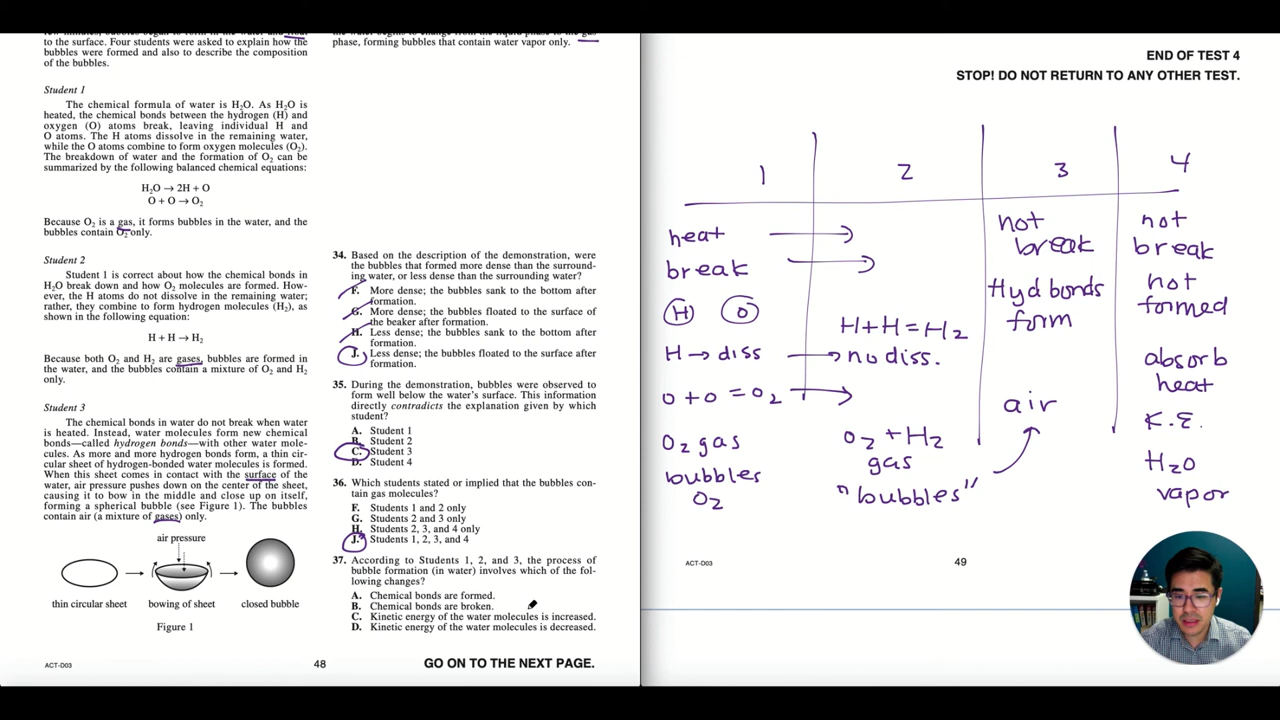 to the surface. Four students were asked to explain how the
bubbles were formed and also to describe the composition
of the bubbles.
Student 1
The chemical formula of water is H₂O. As H₂O is
heated, the chemical bonds between the hydrogen (H) and
oxygen (O) atoms break, leaving individual H and
O atoms. The H atoms dissolve in the remaining water,
while the O atoms combine to form oxygen molecules (O₂).
The breakdown of water and the formation of O₂ can be
summarized by the following balanced chemical equations:
H₂O → 2H + O
O + O → O₂
Because O₂ is a gas, it forms bubbles in the water, and the
bubbles contain O₂ only.
Student 2
Student 1 is correct about how the chemical bonds in
H₂O break down and how O₂ molecules are formed. How-
ever, the H atoms do not dissolve in the remaining water;
rather, they combine to form hydrogen molecules (H₂), as
shown in the following equation:
H + H → H₂
Because both O₂ and H₂ are gases, bubbles are formed in
the water, and the bubbles contain a mixture of O₂ and H₂
only.
Student 3
The chemical bonds in water do not break when water
is heated. Instead, water molecules form new chemical
bonds—called hydrogen bonds—with other water mole-
cules. As more and more hydrogen bonds form, a thin cir-
cular sheet of hydrogen-bonded water molecules is formed.
When this sheet comes in contact with the surface of the
water, air pressure pushes down on the center of the sheet,
causing it to bow in the middle and close up on itself,
forming a spherical bubble (see Figure 1). The bubbles
contain air (a mixture of gases) only.
air pressure
thin circular sheet
bowing of sheet
closed bubble
Figure 1
phase, forming bubbles that contain water vapor only.
34. Based on the description of the demonstration, were
the bubbles that formed more dense than the surround-
ing water, or less dense than the surrounding water?
F. More dense; the bubbles sank to the bottom after
formation.
G. More dense; the bubbles floated to the surface of
the beaker after formation.
H. Less dense; the bubbles sank to the bottom after
formation.
J. Less dense; the bubbles floated to the surface after
formation.
35. During the demonstration, bubbles were observed to
form well below the water's surface. This information
directly contradicts the explanation given by which
student?
A. Student 1
B. Student 2
C. Student 3
D. Student 4
36. Which students stated or implied that the bubbles con-
tain gas molecules?
F. Students 1 and 2 only
G. Students 2 and 3 only
H. Students 2, 3, and 4 only
J. Students 1, 2, 3, and 4
37. According to Students 1, 2, and 3, the process of
bubble formation (in water) involves which of the fol-
lowing changes?
A. Chemical bonds are formed.
B. Chemical bonds are broken.
C. Kinetic energy of the water molecules is increased.
D. Kinetic energy of the water molecules is decreased.
ACT-D03
48
GO ON TO THE NEXT PAGE.
END OF TEST 4
STOP! DO NOT RETURN TO ANY OTHER TEST.
1
heat
break
H O
H → diss
O + O = O₂
O₂ gas
bubbles
O₂
2
H + H = H₂
no diss.
O₂ + H₂
gas
"bubbles"
3
not
break
Hyd bonds
form
air
4
not
break
not
formed
absorb
heat
K.E.
H₂O
vapor
ACT-D03
49